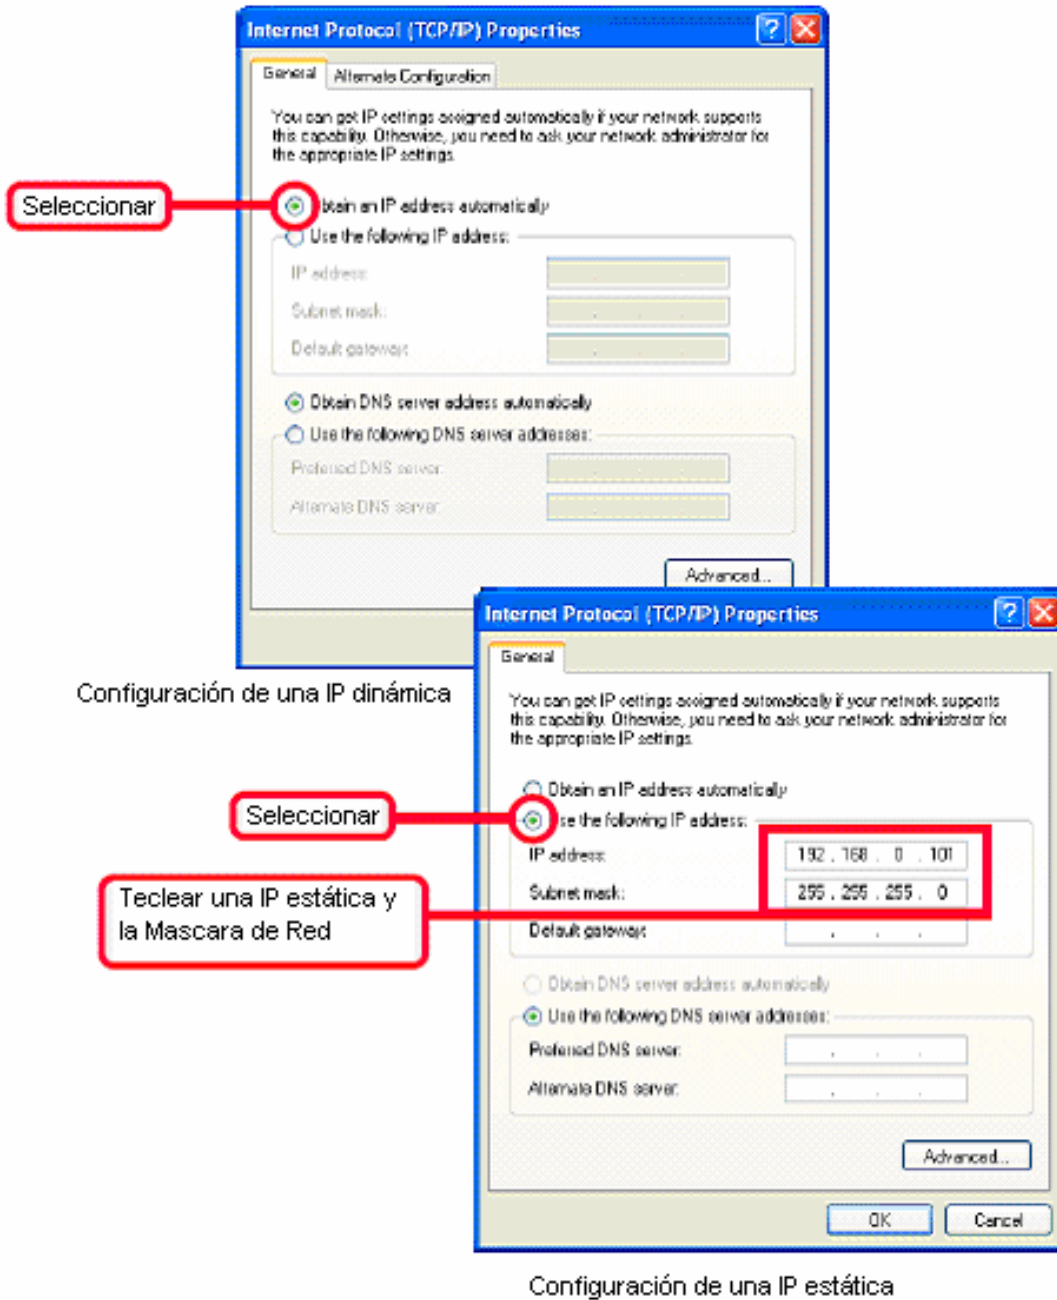 Internet Protocol (TCP/IP) Properties
General
Alternate Configuration
You can get IP settings assigned automatically if your network supports
this capability. Otherwise, you need to ask your network administrator for
the appropriate IP settings.
Seleccionar
Obtain an IP address automatically
Use the following IP address:
IP address:
Subnet mask:
Default gateway:
Obtain DNS server address automatically
Use the following DNS server addresses:
Preferred DNS server:
Alternate DNS server:
Advanced...
Configuración de una IP dinámica
Internet Protocol (TCP/IP) Properties
General
You can get IP settings assigned automatically if your network supports
this capability. Otherwise, you need to ask your network administrator for
the appropriate IP settings.
Obtain an IP address automatically
Seleccionar
Use the following IP address:
IP address: 192 . 168 . 0 . 101
Subnet mask: 255 . 255 . 255 . 0
Teclear una IP estática y
la Mascara de Red
Default gateway:
Obtain DNS server address automatically
Use the following DNS server addresses:
Preferred DNS server:
Alternate DNS server:
Advanced...
OK
Cancel
Configuración de una IP estática